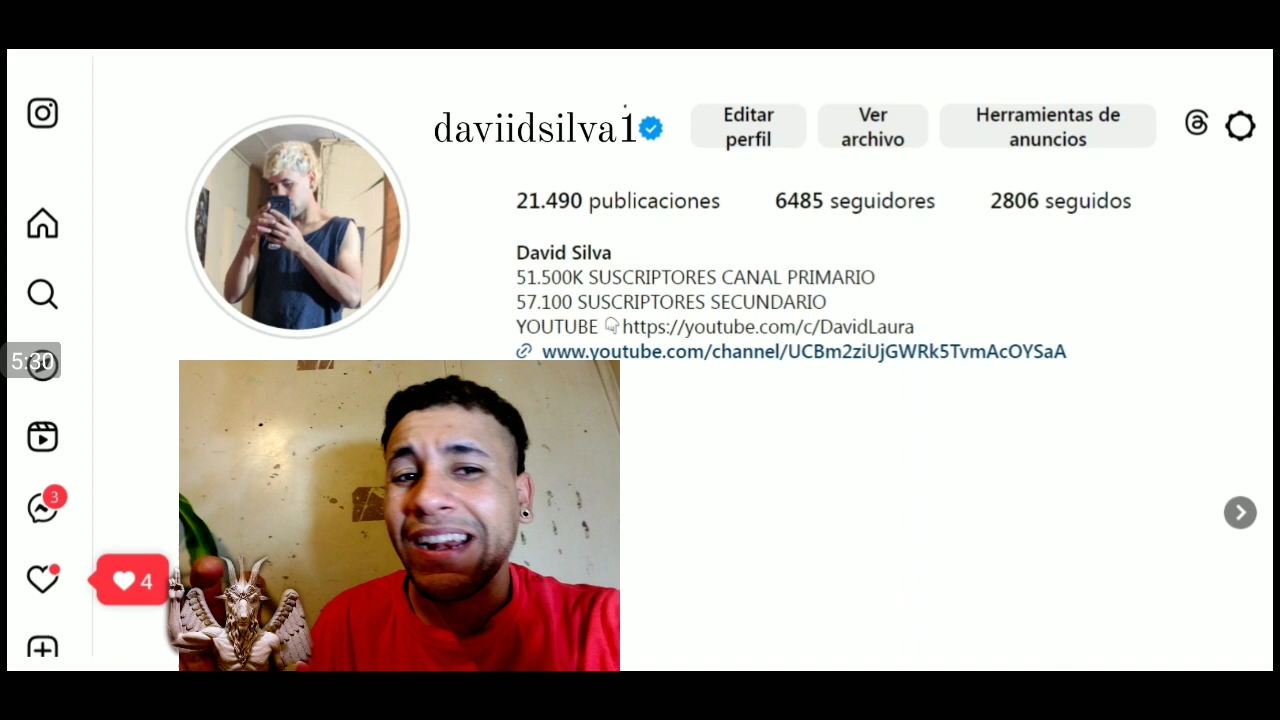 daviidsilva1
Editar perfil
Ver archivo
Herramientas de anuncios
21.490 publicaciones
6485 seguidores
2806 seguidos
David Silva
51.500K SUSCRIPTORES CANAL PRIMARIO
57.100 SUSCRIPTORES SECUNDARIO
YOUTUBE 👇https://youtube.com/c/DavidLaura
www.youtube.com/channel/UCBm2ziUjGWRk5TvmAcOYSaA
5:30
3
4